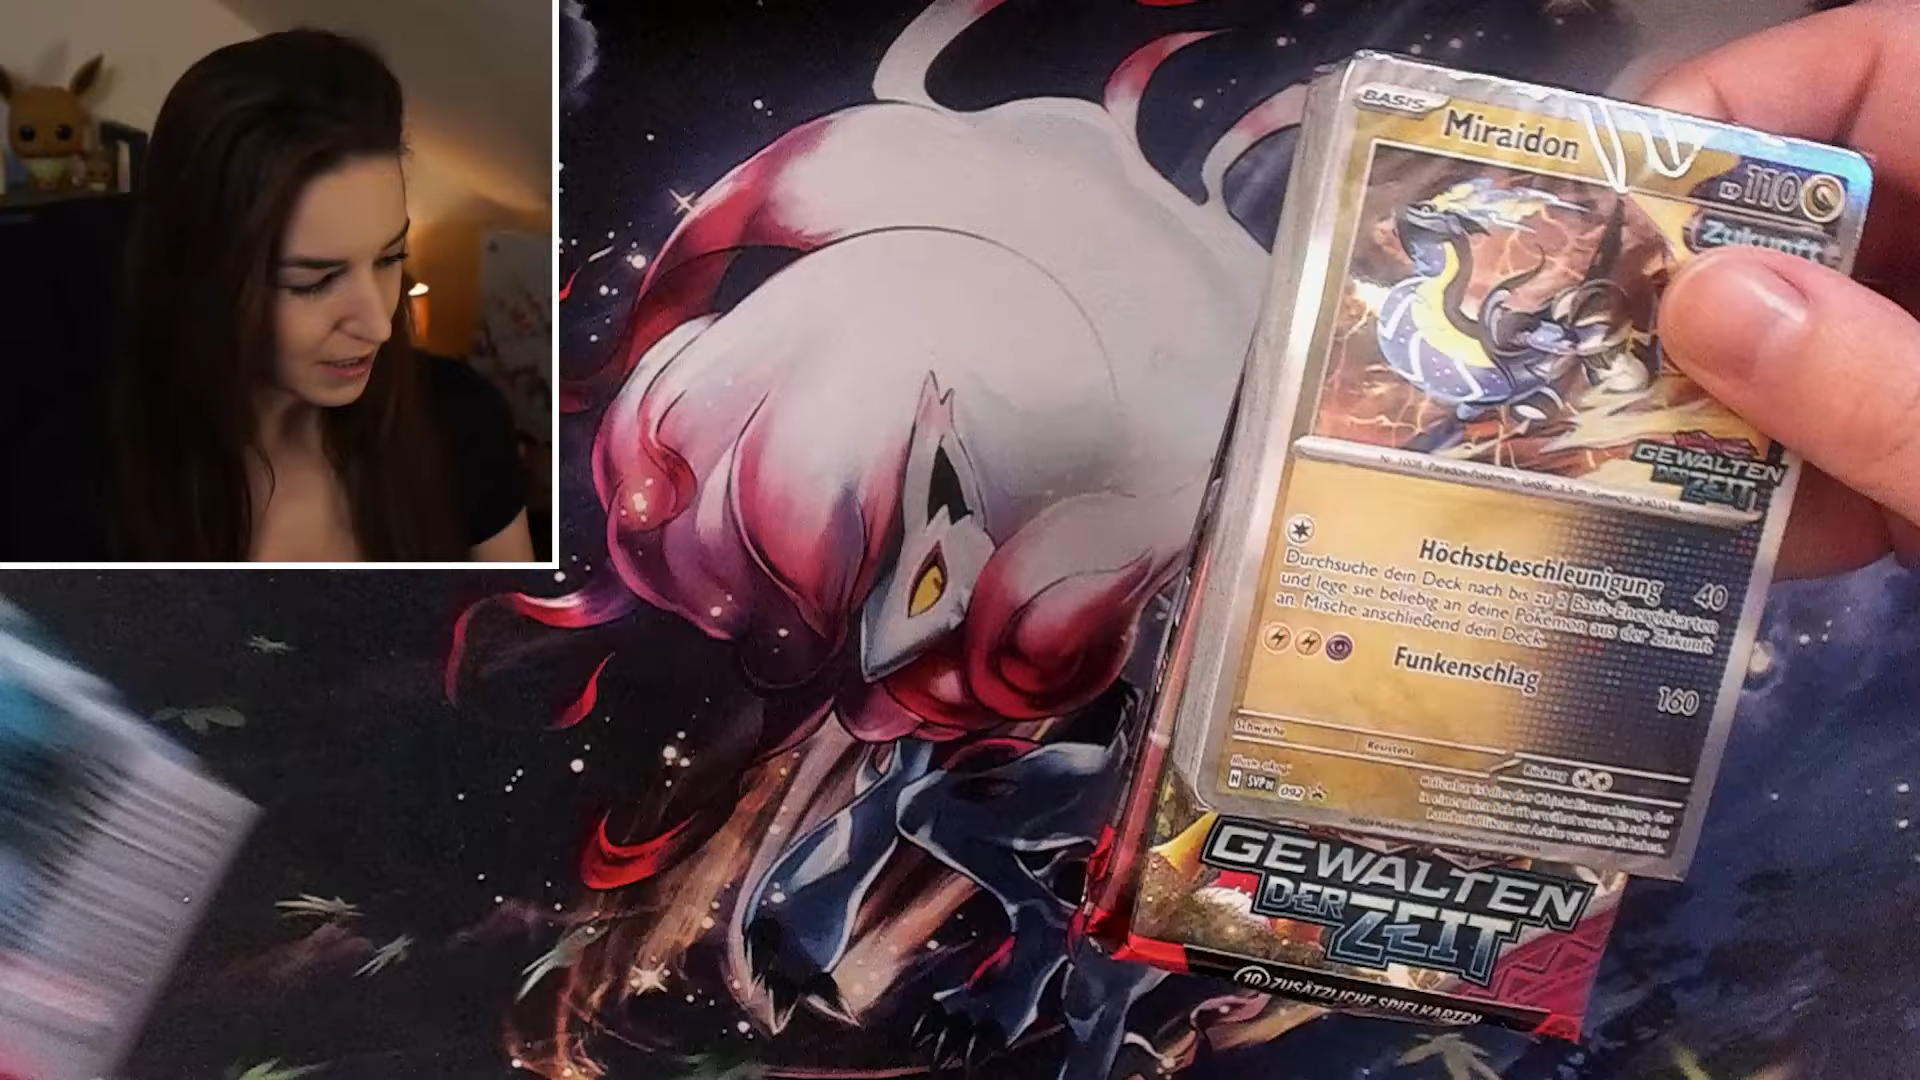 BASIS
Miraidon
110
Zukunft
GEWALTEN
DER
ZEIT
Höchstbeschleunigung 40
Durchsuche dein Deck nach bis zu 2 Basis-Energiekarten
und lege sie beliebig an deine Pokémon aus der Zukunft
an. Mische anschließend dein Deck.
Funkenschlag 160
Schwäche
Resistenz
Rückzug
H SVP DE 092
GEWALTEN
DER
ZEIT
10 ZUSÄTZLICHE SPIELKARTEN